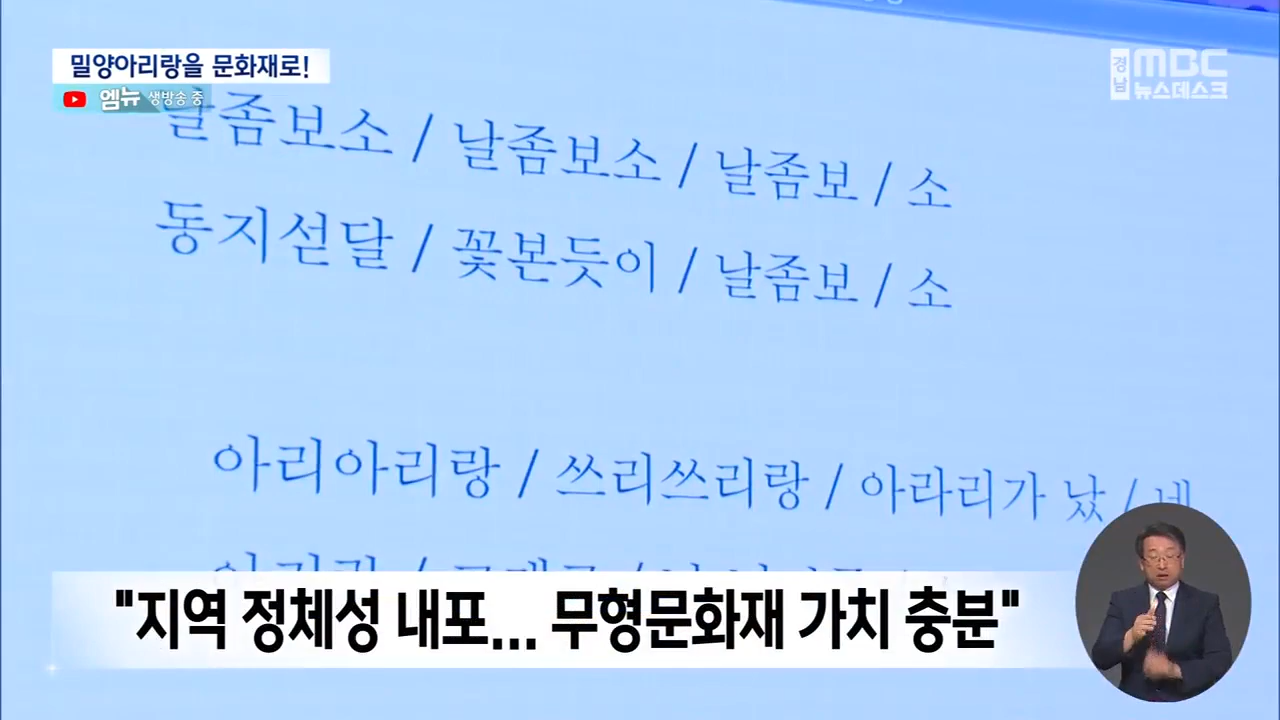 밀양아리랑을 문화재로!
경남 MBC 뉴스데스크
엠뉴 생방송 중
날좀보소 / 날좀보소 / 날좀보 / 소
동지섣달 / 꽃본듯이 / 날좀보 / 소
아리아리랑 / 쓰리쓰리랑 / 아라리가 났 / 네
"지역 정체성 내포... 무형문화재 가치 충분"